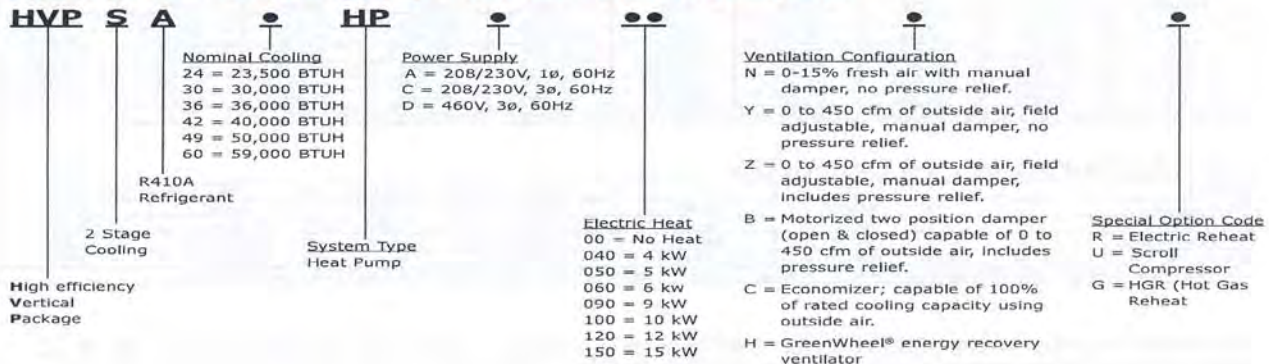 HVP S A • HP • •• • •
Nominal Cooling
24 = 23,500 BTUH
30 = 30,000 BTUH
36 = 36,000 BTUH
42 = 40,000 BTUH
49 = 50,000 BTUH
60 = 59,000 BTUH
Power Supply
A = 208/230V, 1ø, 60Hz
C = 208/230V, 3ø, 60Hz
D = 460V, 3ø, 60Hz
Ventilation Configuration
N = 0-15% fresh air with manual
damper, no pressure relief.
Y = 0 to 450 cfm of outside air, field
adjustable, manual damper, no
pressure relief.
Z = 0 to 450 cfm of outside air, field
adjustable, manual damper,
includes pressure relief.
B = Motorized two position damper
(open & closed) capable of 0 to
450 cfm of outside air, includes
pressure relief.
C = Economizer; capable of 100%
of rated cooling capacity using
outside air.
H = GreenWheel® energy recovery
ventilator
R410A
Refrigerant
2 Stage
Cooling
System Type
Heat Pump
Electric Heat
00 = No Heat
040 = 4 kW
050 = 5 kW
060 = 6 kw
090 = 9 kW
100 = 10 kW
120 = 12 kW
150 = 15 kW
Special Option Code
R = Electric Reheat
U = Scroll
Compressor
G = HGR (Hot Gas
Reheat
High efficiency
Vertical
Package